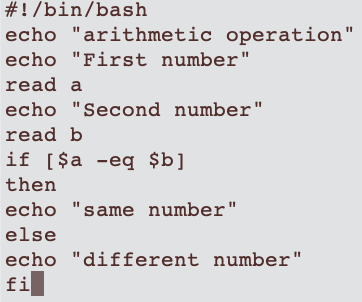 #!/bin/bash
echo "arithmetic operation"
echo "First number"
read a
echo "Second number"
read b
if [$a -eq $b]
then
echo "same number"
else
echo "different number"
fi